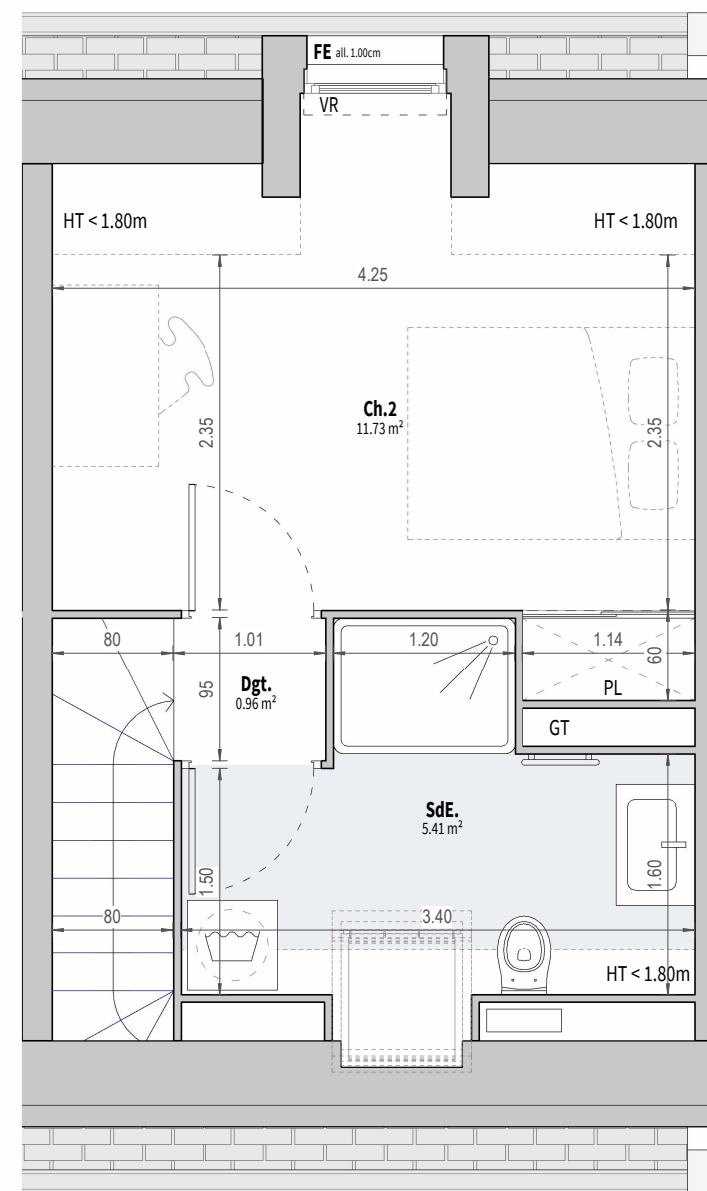 FE all. 1.00cm
VR
HT < 1.80m
HT < 1.80m
4.25
2.35
Ch.2
11.73 m²
2.35
80
1.01
1.20
1.14
60
95
Dgt.
0.96 m²
PL
GT
SdE.
5.41 m²
1.50
1.60
80
3.40
HT < 1.80m